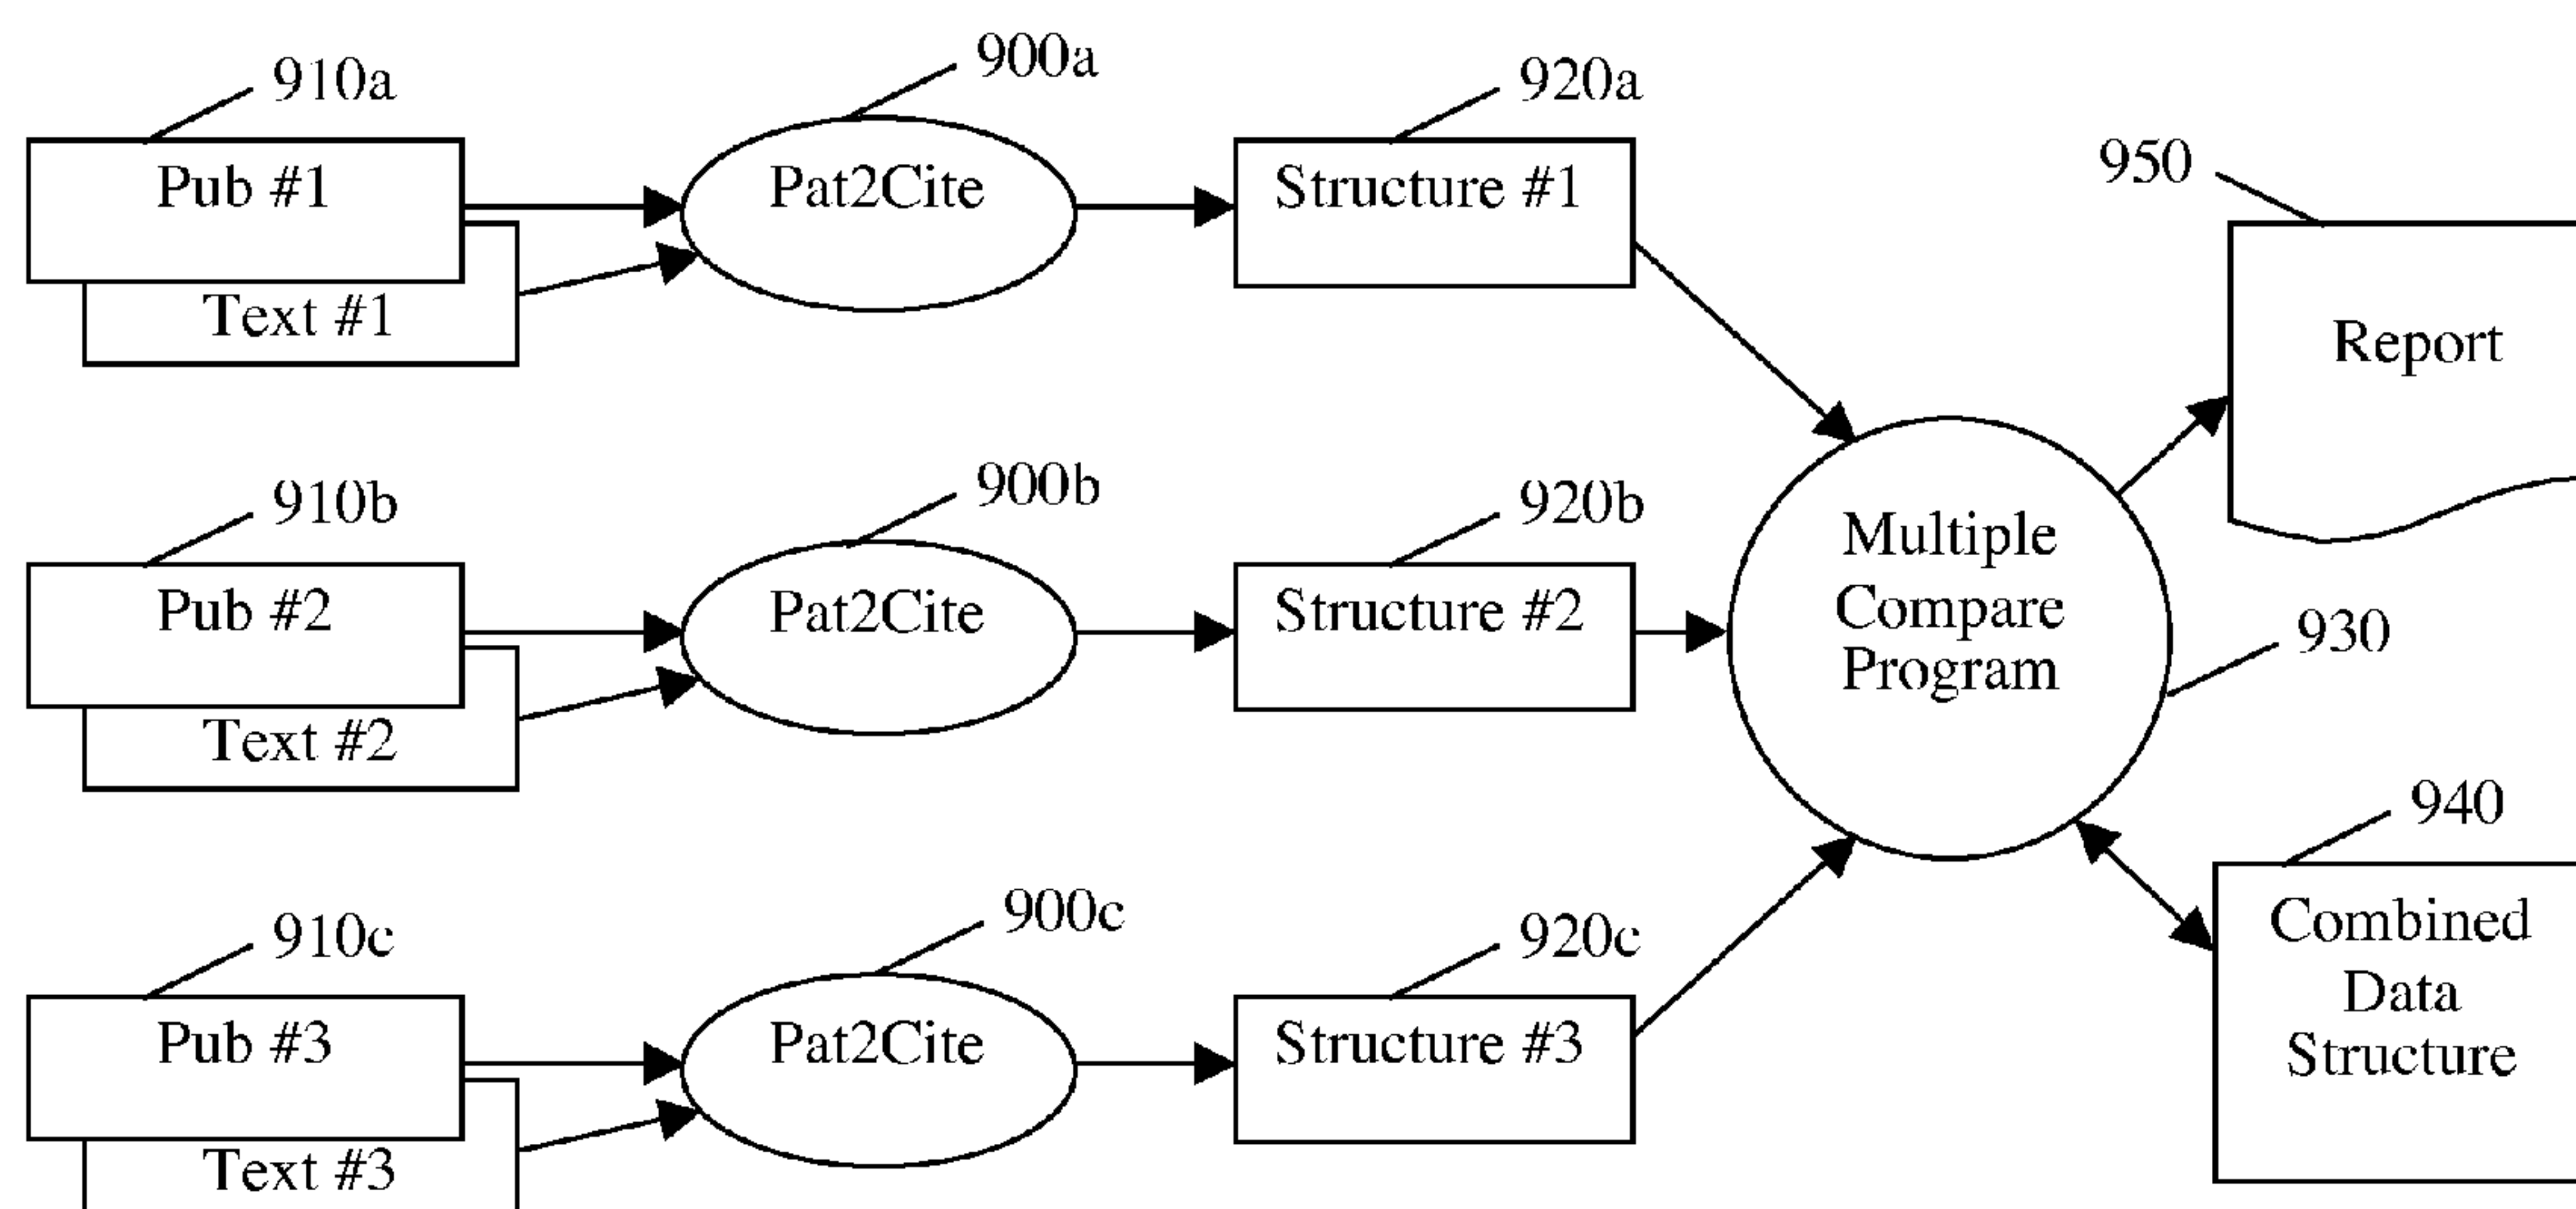 910a
900a
920a
950
Pub #1
Pat2Cite
Structure #1
Text #1
Report
910b
900b
920b
Pub #2
Pat2Cite
Structure #2
Text #2
Multiple
Compare
Program
930
940
910c
900c
920c
Pub #3
Pat2Cite
Structure #3
Text #3
Combined
Data
Structure